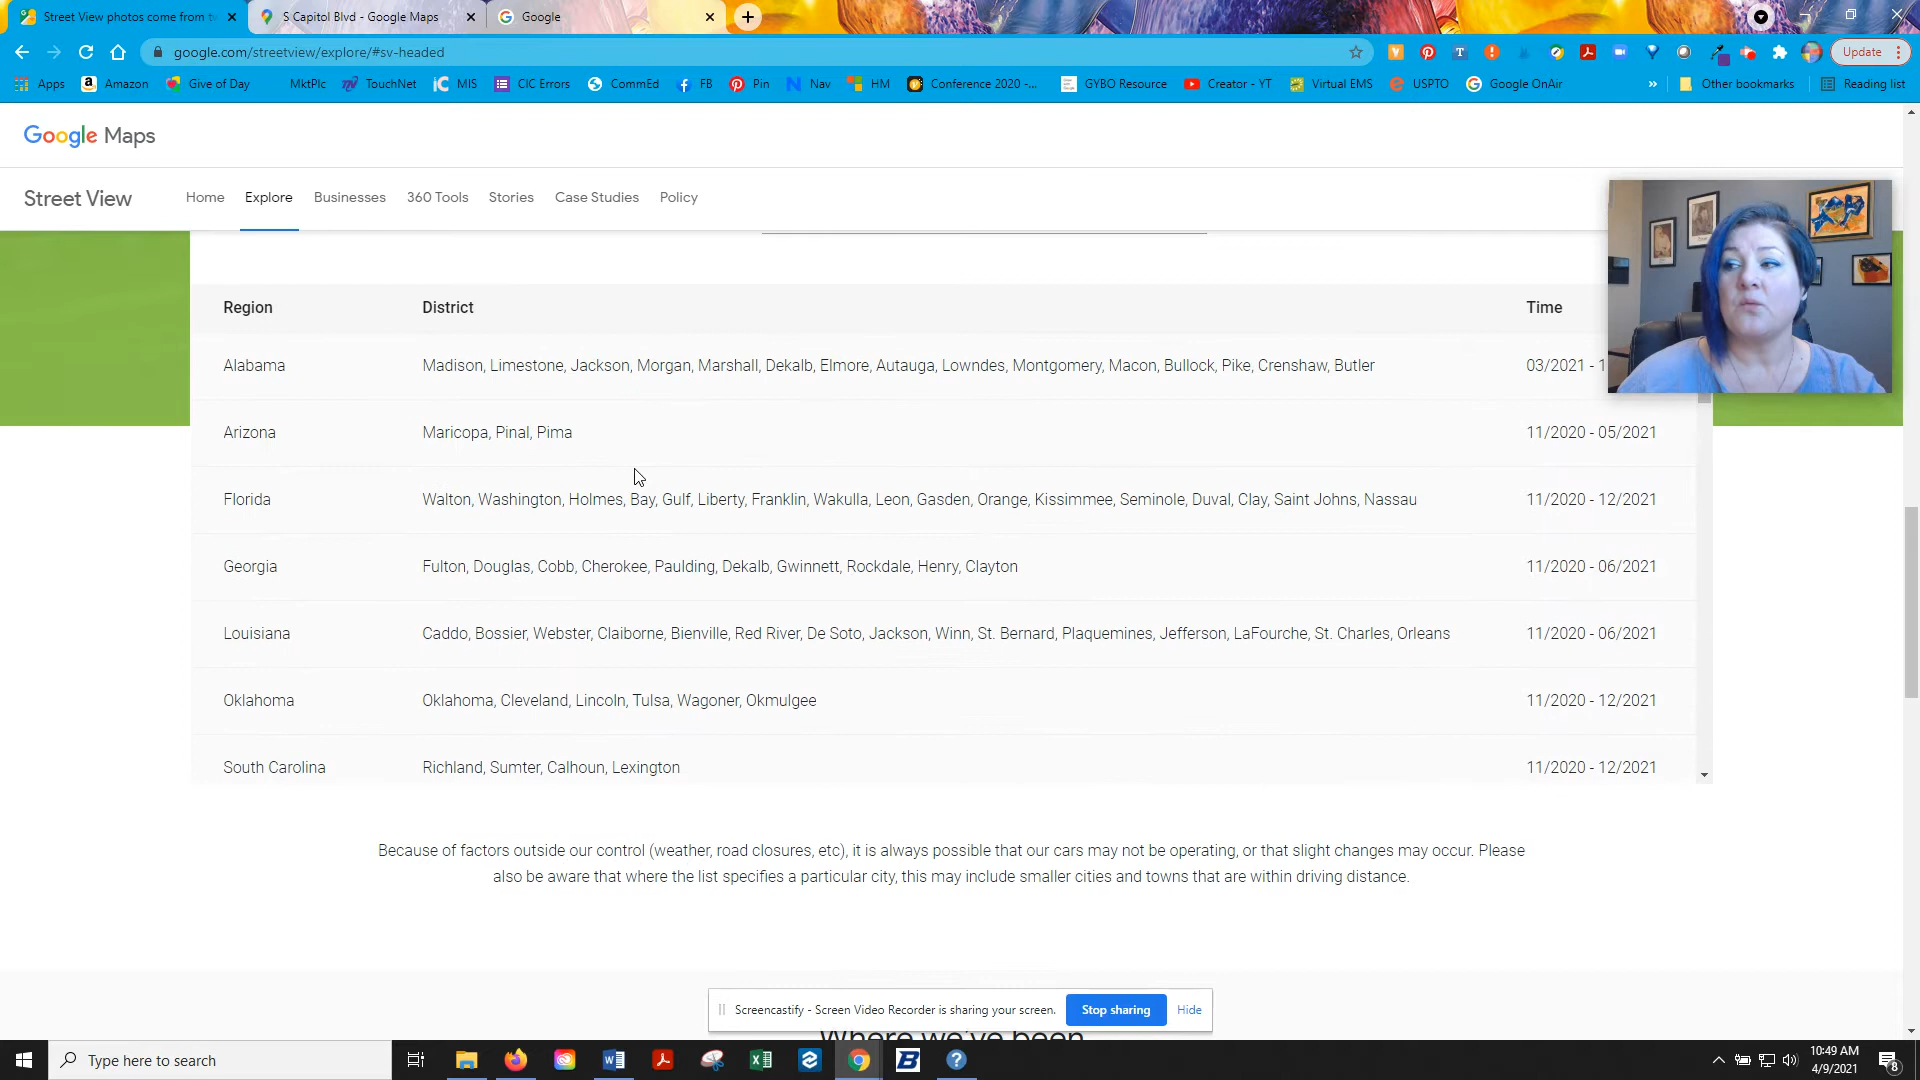 Street View photos come from tw
S Capitol Blvd - Google Maps
Google
google.com/streetview/explore/#sv-headed
Update
Apps
Amazon
Give of Day
MktPlc
TouchNet
MIS
CIC Errors
CommEd
FB
Pin
Nav
HM
Conference 2020 -...
GYBO Resource
Creator - YT
Virtual EMS
USPTO
Google OnAir
»
Other bookmarks
Reading list
Google Maps
Street View
Home
Explore
Businesses
360 Tools
Stories
Case Studies
Policy
Region District Time
Alabama Madison, Limestone, Jackson, Morgan, Marshall, Dekalb, Elmore, Autauga, Lowndes, Montgomery, Macon, Bullock, Pike, Crenshaw, Butler 03/2021 - 1
Arizona Maricopa, Pinal, Pima 11/2020 - 05/2021
Florida Walton, Washington, Holmes, Bay, Gulf, Liberty, Franklin, Wakulla, Leon, Gasden, Orange, Kissimmee, Seminole, Duval, Clay, Saint Johns, Nassau 11/2020 - 12/2021
Georgia Fulton, Douglas, Cobb, Cherokee, Paulding, Dekalb, Gwinnett, Rockdale, Henry, Clayton 11/2020 - 06/2021
Louisiana Caddo, Bossier, Webster, Claiborne, Bienville, Red River, De Soto, Jackson, Winn, St. Bernard, Plaquemines, Jefferson, LaFourche, St. Charles, Orleans 11/2020 - 06/2021
Oklahoma Oklahoma, Cleveland, Lincoln, Tulsa, Wagoner, Okmulgee 11/2020 - 12/2021
South Carolina Richland, Sumter, Calhoun, Lexington 11/2020 - 12/2021
Because of factors outside our control (weather, road closures, etc), it is always possible that our cars may not be operating, or that slight changes may occur. Please
also be aware that where the list specifies a particular city, this may include smaller cities and towns that are within driving distance.
Screencastify - Screen Video Recorder is sharing your screen.
Stop sharing
Hide
Where we've been
Type here to search
10:49 AM
4/9/2021
8